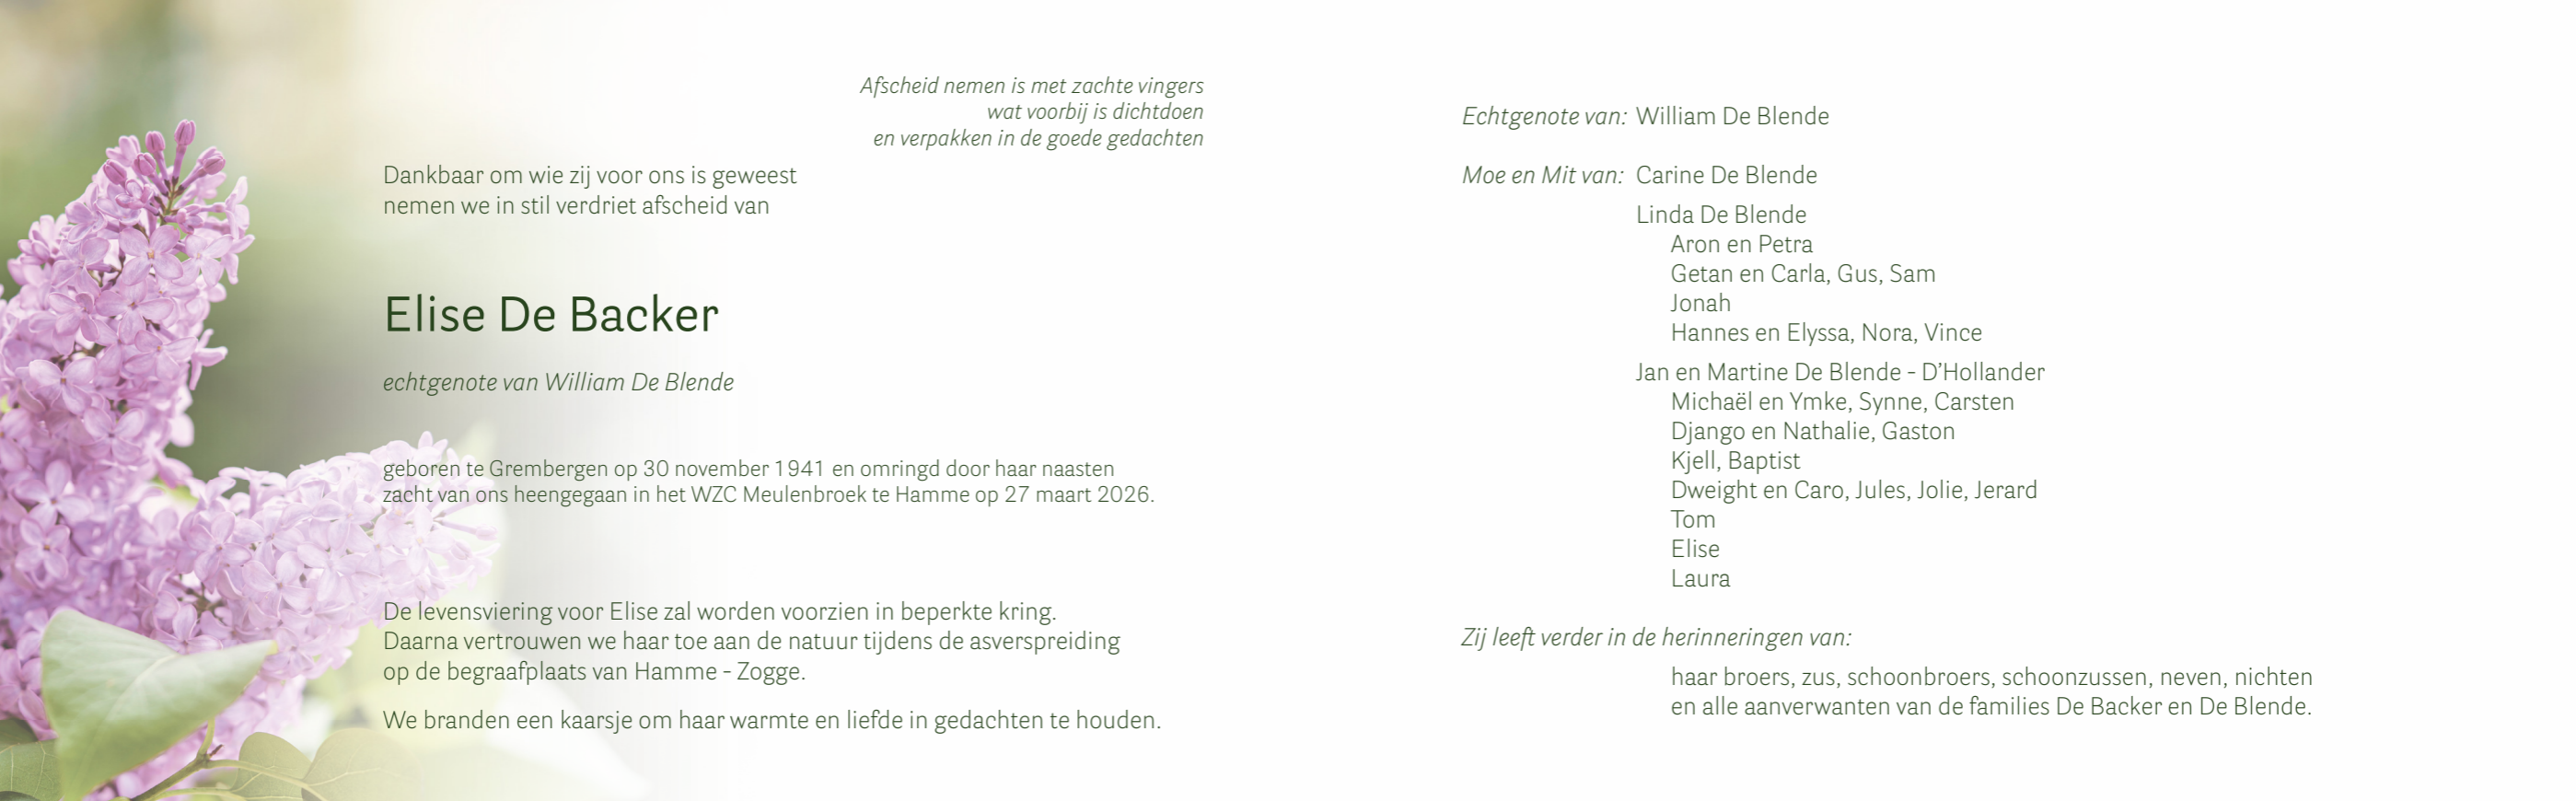 Afscheid nemen is met zachte vingers
wat voorbij is dichtdoen
en verpakken in de goede gedachten
Dankbaar om wie zij voor ons is geweest
nemen we in stil verdriet afscheid van
Elise De Backer
echtgenote van William De Blende
geboren te Grembergen op 30 november 1941 en omringd door haar naasten
zacht van ons heengegaan in het WZC Meulenbroek te Hamme op 27 maart 2026.
De levensviering voor Elise zal worden voorzien in beperkte kring.
Daarna vertrouwen we haar toe aan de natuur tijdens de asverspreiding
op de begraafplaats van Hamme - Zogge.
We branden een kaarsje om haar warmte en liefde in gedachten te houden.
Echtgenote van: William De Blende
Moe en Mit van: Carine De Blende
Linda De Blende
Aron en Petra
Getan en Carla, Gus, Sam
Jonah
Hannes en Elyssa, Nora, Vince
Jan en Martine De Blende - D’Hollander
Michaël en Ymke, Synne, Carsten
Django en Nathalie, Gaston
Kjell, Baptist
Dweight en Caro, Jules, Jolie, Jerard
Tom
Elise
Laura
Zij leeft verder in de herinneringen van:
haar broers, zus, schoonbroers, schoonzussen, neven, nichten
en alle aanverwanten van de families De Backer en De Blende.